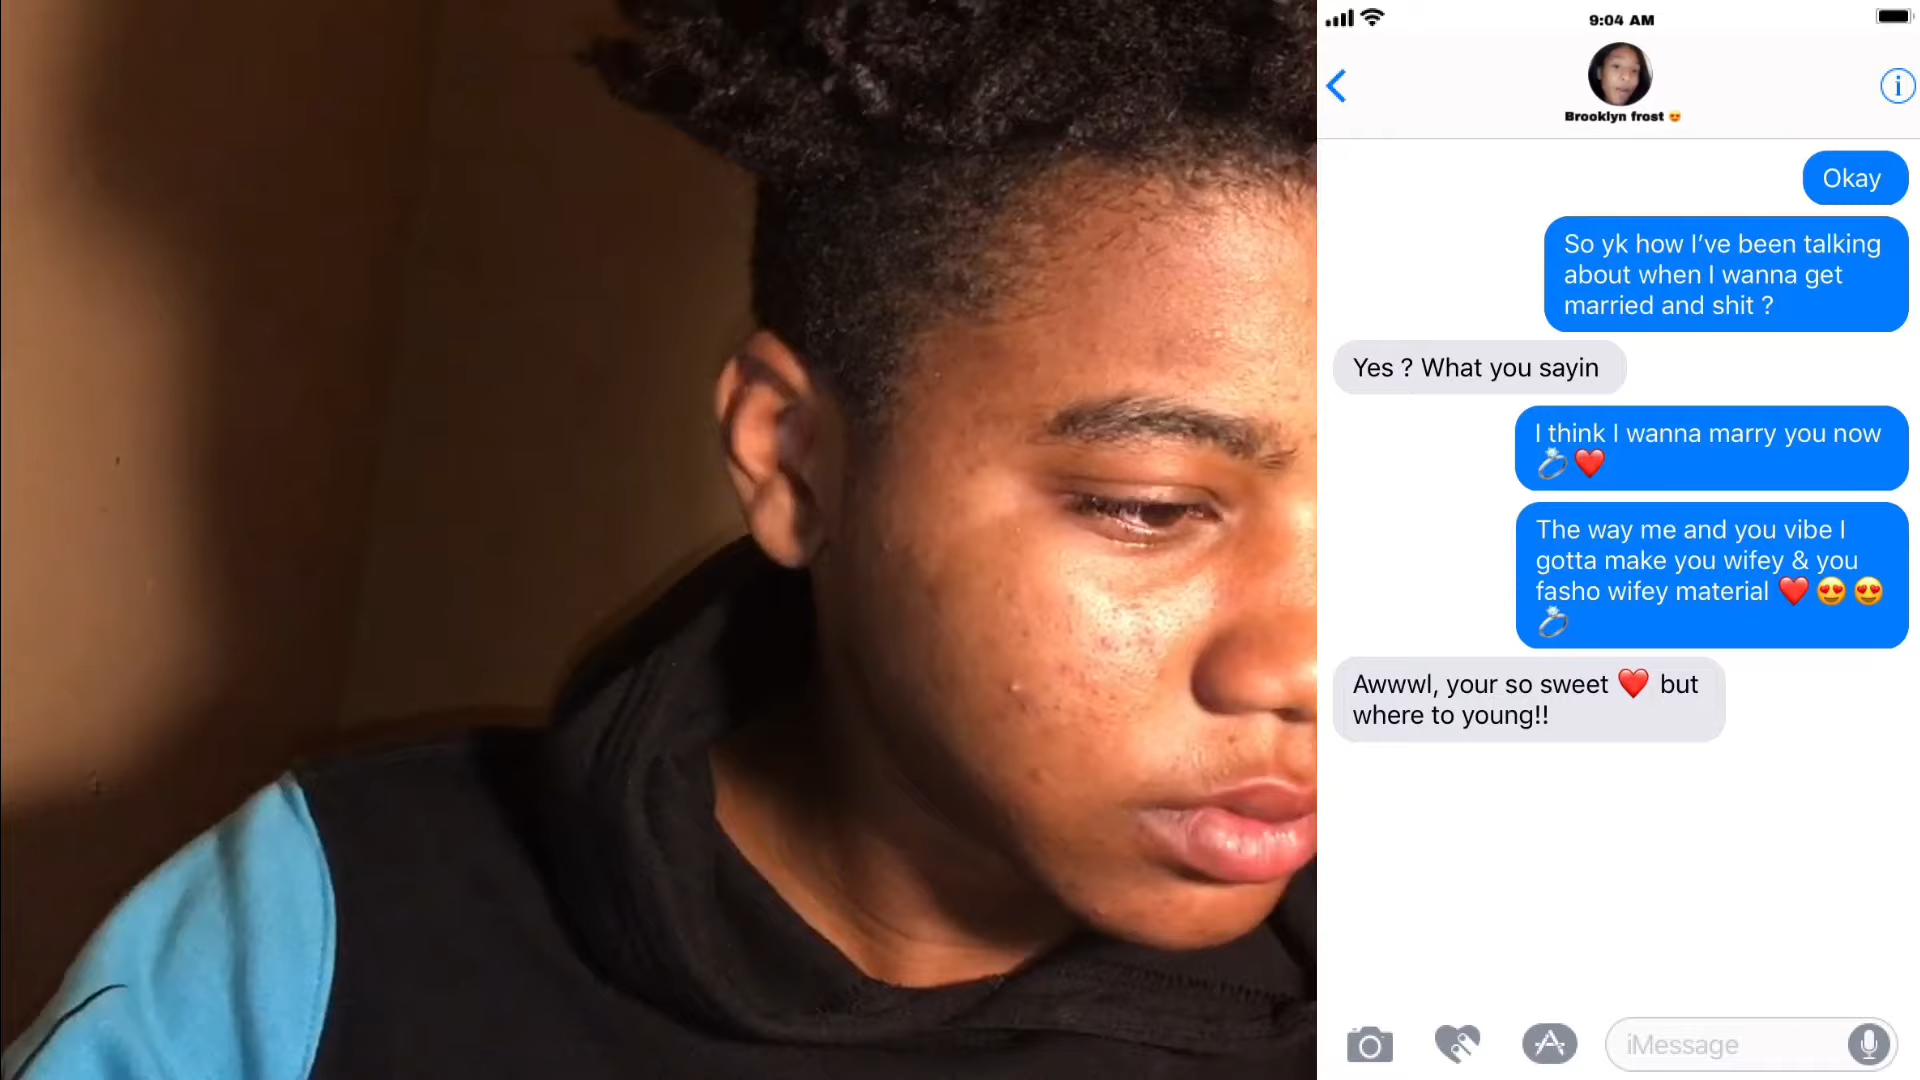 9:04 AM
Brooklyn frost 😍
Okay
So yk how I’ve been talking
about when I wanna get
married and shit ?
Yes ? What you sayin
I think I wanna marry you now
💍❤️
The way me and you vibe I
gotta make you wifey & you
fasho wifey material ❤️😍😍
💍
Awwwl, your so sweet ❤️ but
where to young!!
iMessage